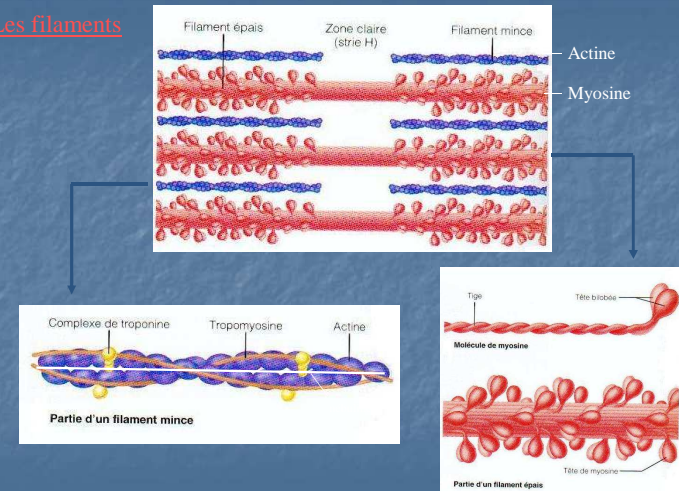 Les filaments
Filament épais
Zone claire
(strie H)
Filament mince
Actine
Myosine
Complexe de troponine
Tropomyosine
Actine
Partie d'un filament mince
Tige
Tête bilobée
Molécule de myosine
Tête de myosine
Partie d'un filament épais